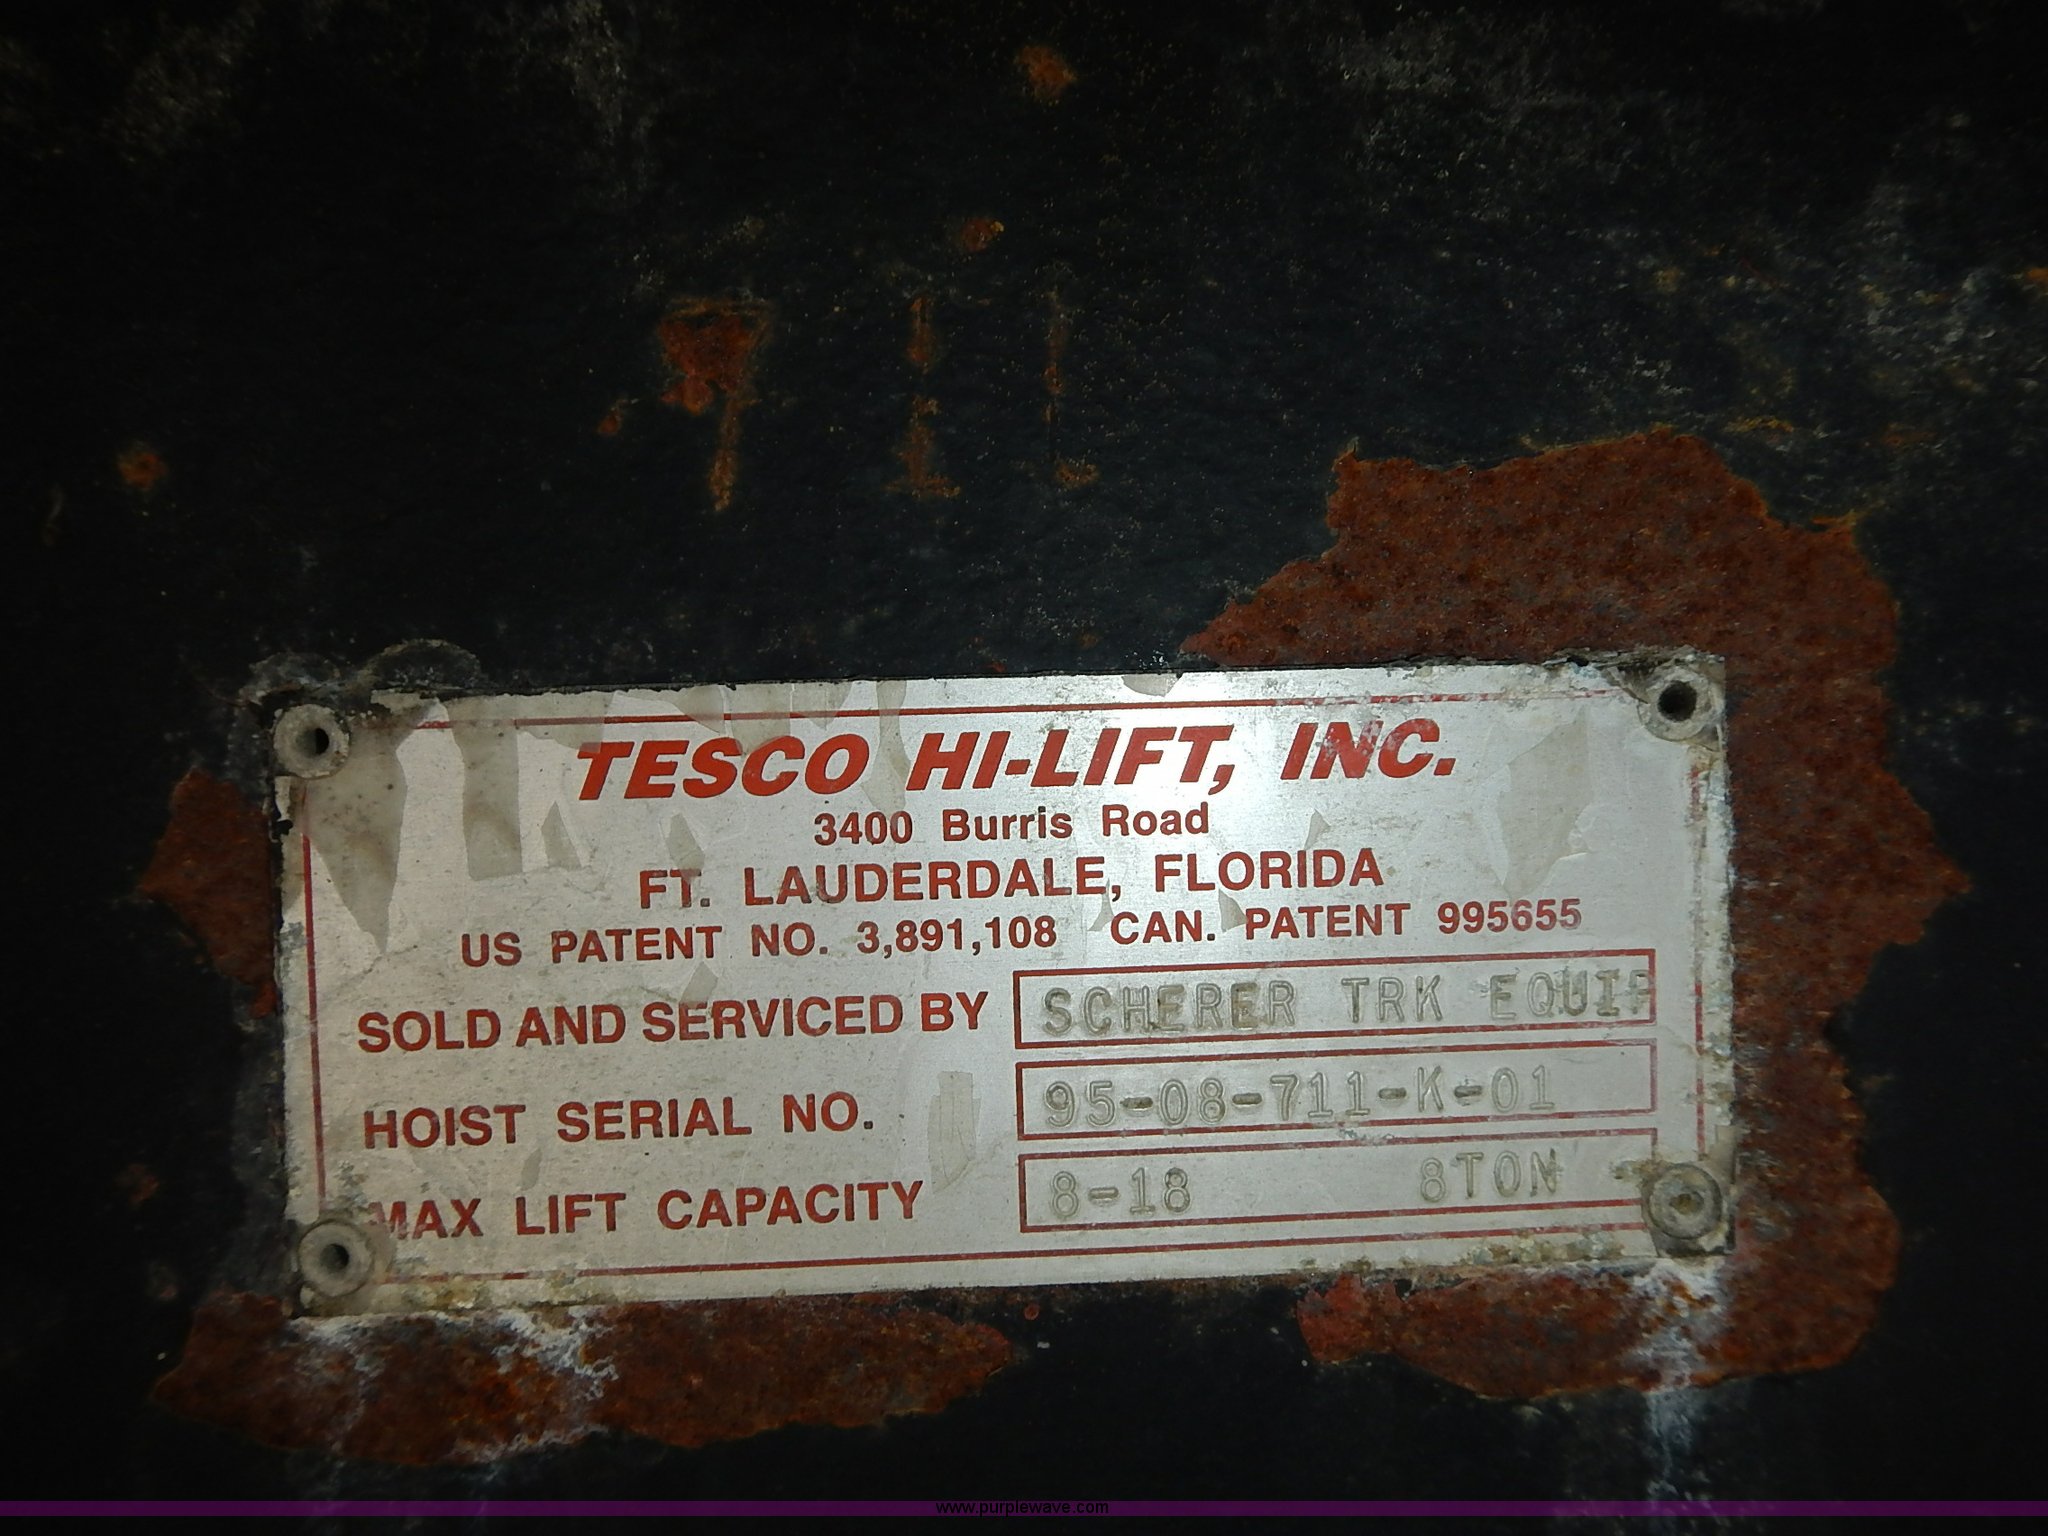 711
TESCO HI-LIFT, INC.
3400 Burris Road
FT. LAUDERDALE, FLORIDA
US PATENT NO. 3,891,108 CAN. PATENT 995655
SOLD AND SERVICED BY SCHERER TRK EQUIP
HOIST SERIAL NO. 95-08-711-K-01
MAX LIFT CAPACITY 8-18 8TON
www.purplewave.com